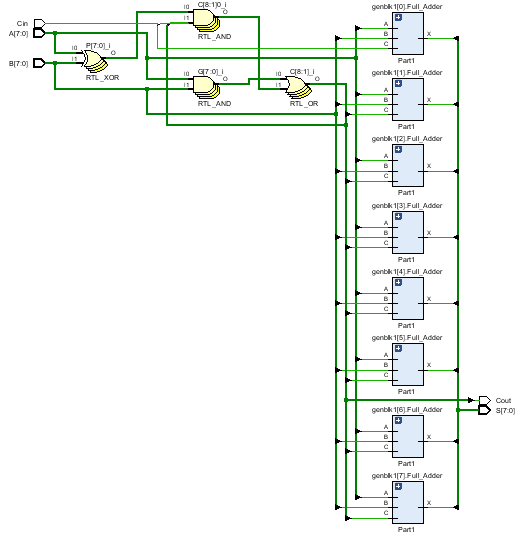 C[8:1]0_i
genblk1[0].Full_Adder
Cin
I0
O
A
A[7:0]
P[7:0]_i
I1
B
X
I0
O
RTL_AND
C
B[7:0]
I1
G[7:0]_i
C[8:1]_i
Part1
RTL_XOR
I0
O
I0
O
genblk1[1].Full_Adder
I1
I1
RTL_AND
RTL_OR
A
B
X
C
Part1
genblk1[2].Full_Adder
A
B
X
C
Part1
genblk1[3].Full_Adder
A
B
X
C
Part1
genblk1[4].Full_Adder
A
B
X
C
Part1
genblk1[5].Full_Adder
A
B
X
C
Part1
Cout
genblk1[6].Full_Adder
S[7:0]
A
B
X
C
Part1
genblk1[7].Full_Adder
A
B
X
C
Part1